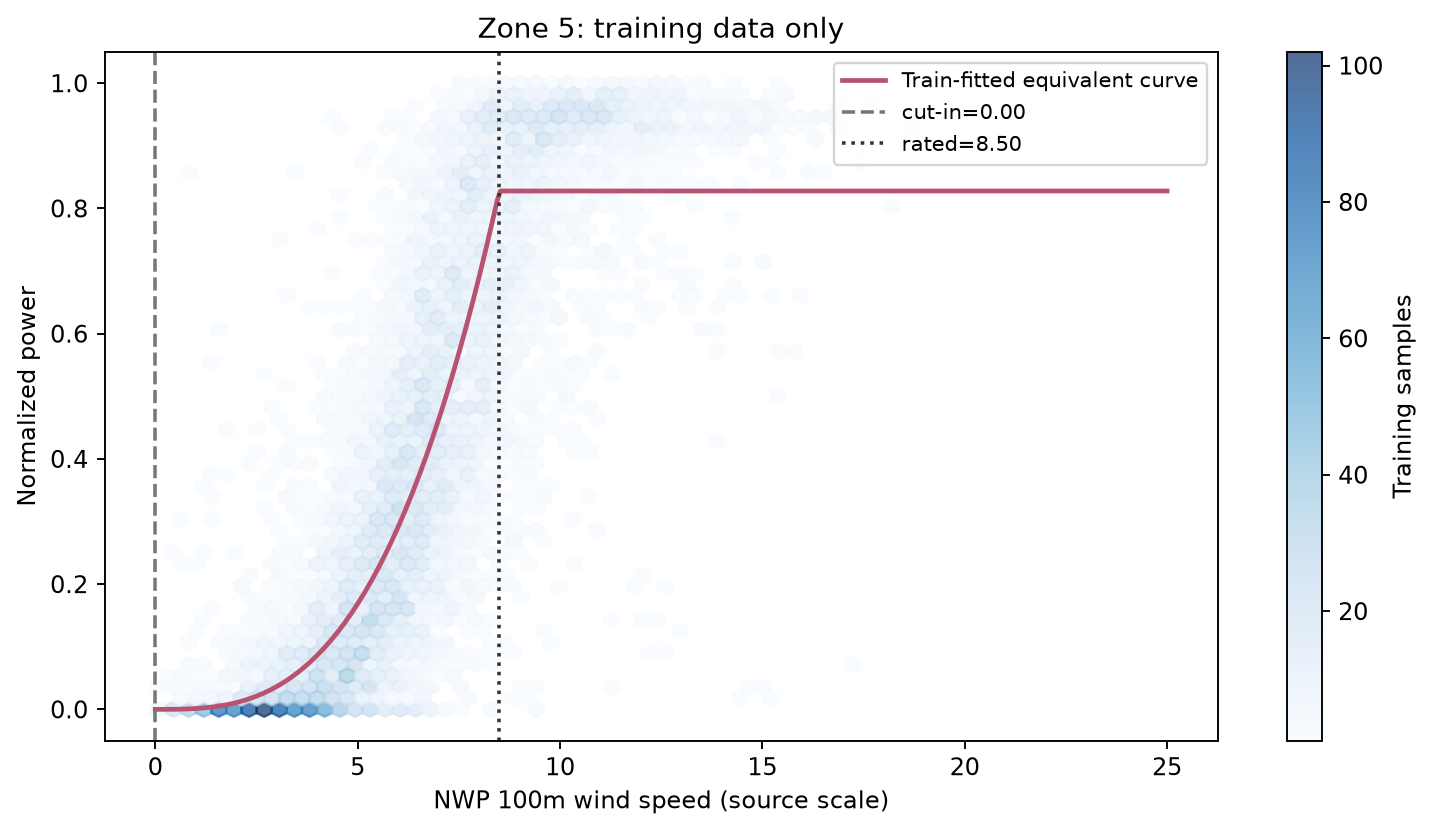 Zone 5: training data only
Train-fitted equivalent curve
cut-in=0.00
rated=8.50
Normalized power
1.0
0.8
0.6
0.4
0.2
0.0
0 5 10 15 20 25
NWP 100m wind speed (source scale)
100
80
60
40
20
Training samples